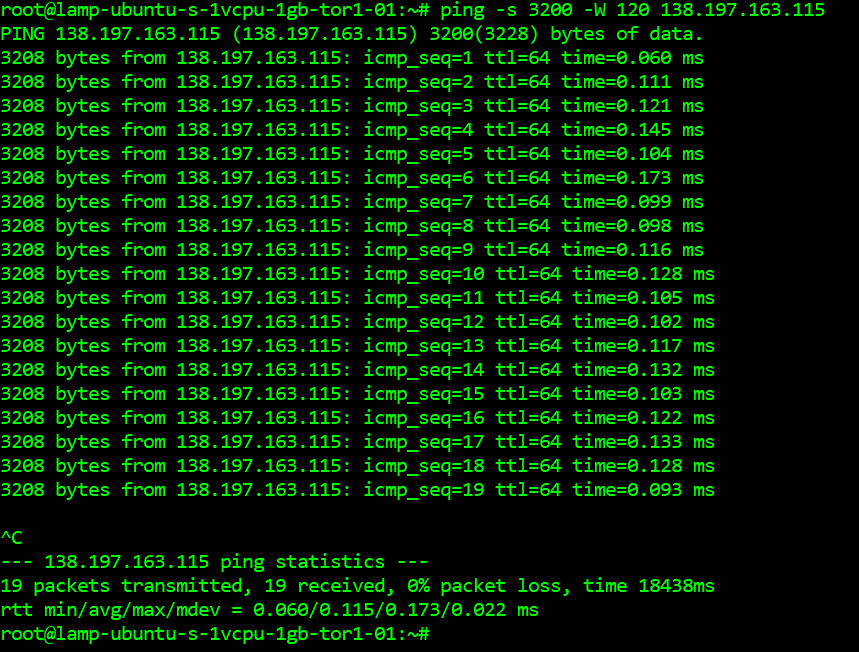 root@lamp-ubuntu-s-1vcpu-1gb-tor1-01:~# ping -s 3200 -W 120 138.197.163.115
PING 138.197.163.115 (138.197.163.115) 3200(3228) bytes of data.
3208 bytes from 138.197.163.115: icmp_seq=1 ttl=64 time=0.060 ms
3208 bytes from 138.197.163.115: icmp_seq=2 ttl=64 time=0.111 ms
3208 bytes from 138.197.163.115: icmp_seq=3 ttl=64 time=0.121 ms
3208 bytes from 138.197.163.115: icmp_seq=4 ttl=64 time=0.145 ms
3208 bytes from 138.197.163.115: icmp_seq=5 ttl=64 time=0.104 ms
3208 bytes from 138.197.163.115: icmp_seq=6 ttl=64 time=0.173 ms
3208 bytes from 138.197.163.115: icmp_seq=7 ttl=64 time=0.099 ms
3208 bytes from 138.197.163.115: icmp_seq=8 ttl=64 time=0.098 ms
3208 bytes from 138.197.163.115: icmp_seq=9 ttl=64 time=0.116 ms
3208 bytes from 138.197.163.115: icmp_seq=10 ttl=64 time=0.128 ms
3208 bytes from 138.197.163.115: icmp_seq=11 ttl=64 time=0.105 ms
3208 bytes from 138.197.163.115: icmp_seq=12 ttl=64 time=0.102 ms
3208 bytes from 138.197.163.115: icmp_seq=13 ttl=64 time=0.117 ms
3208 bytes from 138.197.163.115: icmp_seq=14 ttl=64 time=0.132 ms
3208 bytes from 138.197.163.115: icmp_seq=15 ttl=64 time=0.103 ms
3208 bytes from 138.197.163.115: icmp_seq=16 ttl=64 time=0.122 ms
3208 bytes from 138.197.163.115: icmp_seq=17 ttl=64 time=0.133 ms
3208 bytes from 138.197.163.115: icmp_seq=18 ttl=64 time=0.128 ms
3208 bytes from 138.197.163.115: icmp_seq=19 ttl=64 time=0.093 ms
^C
--- 138.197.163.115 ping statistics ---
19 packets transmitted, 19 received, 0% packet loss, time 18438ms
rtt min/avg/max/mdev = 0.060/0.115/0.173/0.022 ms
root@lamp-ubuntu-s-1vcpu-1gb-tor1-01:~#